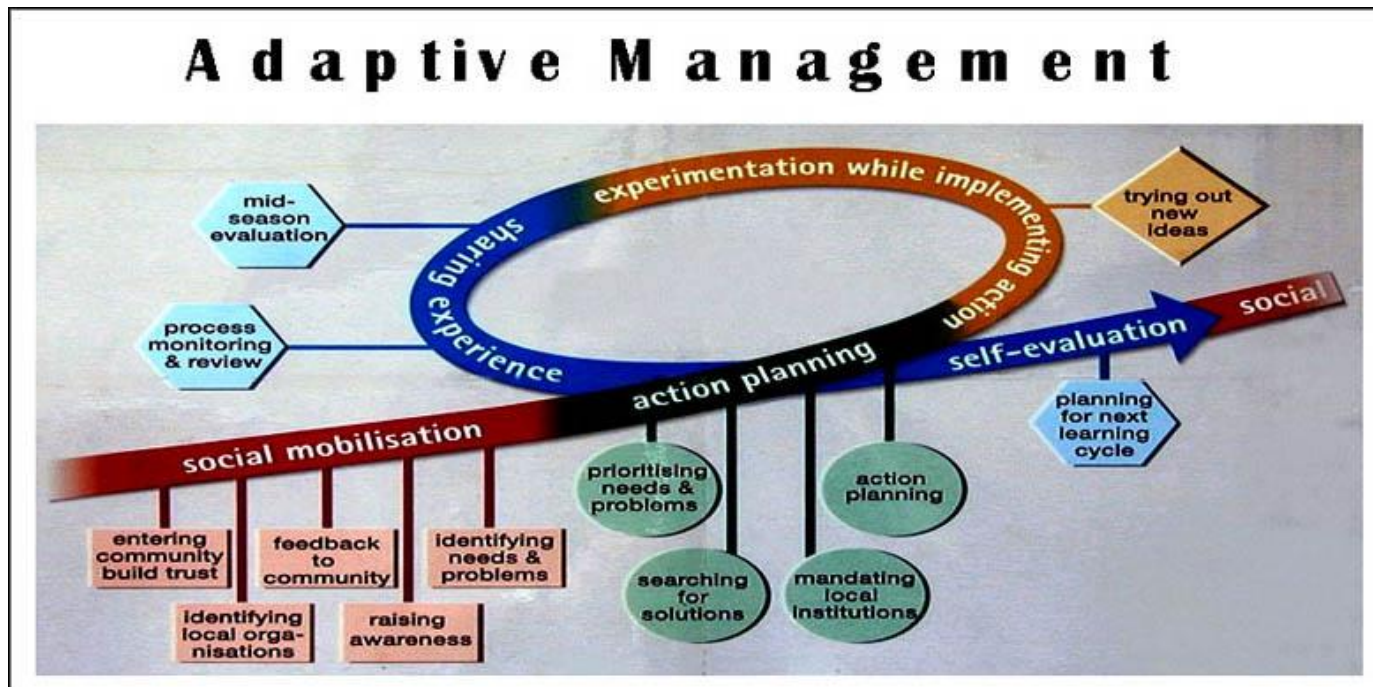 Adaptive Management
experimentation while implementing action
sharing experience
mid-
season
evaluation
trying out
new
ideas
process
monitoring
& review
social
self-evaluation
action planning
social mobilisation
planning
for next
learning
cycle
prioritising
needs &
problems
action
planning
entering
community
build trust
feedback
to
community
identifying
needs &
problems
searching
for
solutions
mandating
local
institutions
identifying
local orga-
nisations
raising
awareness